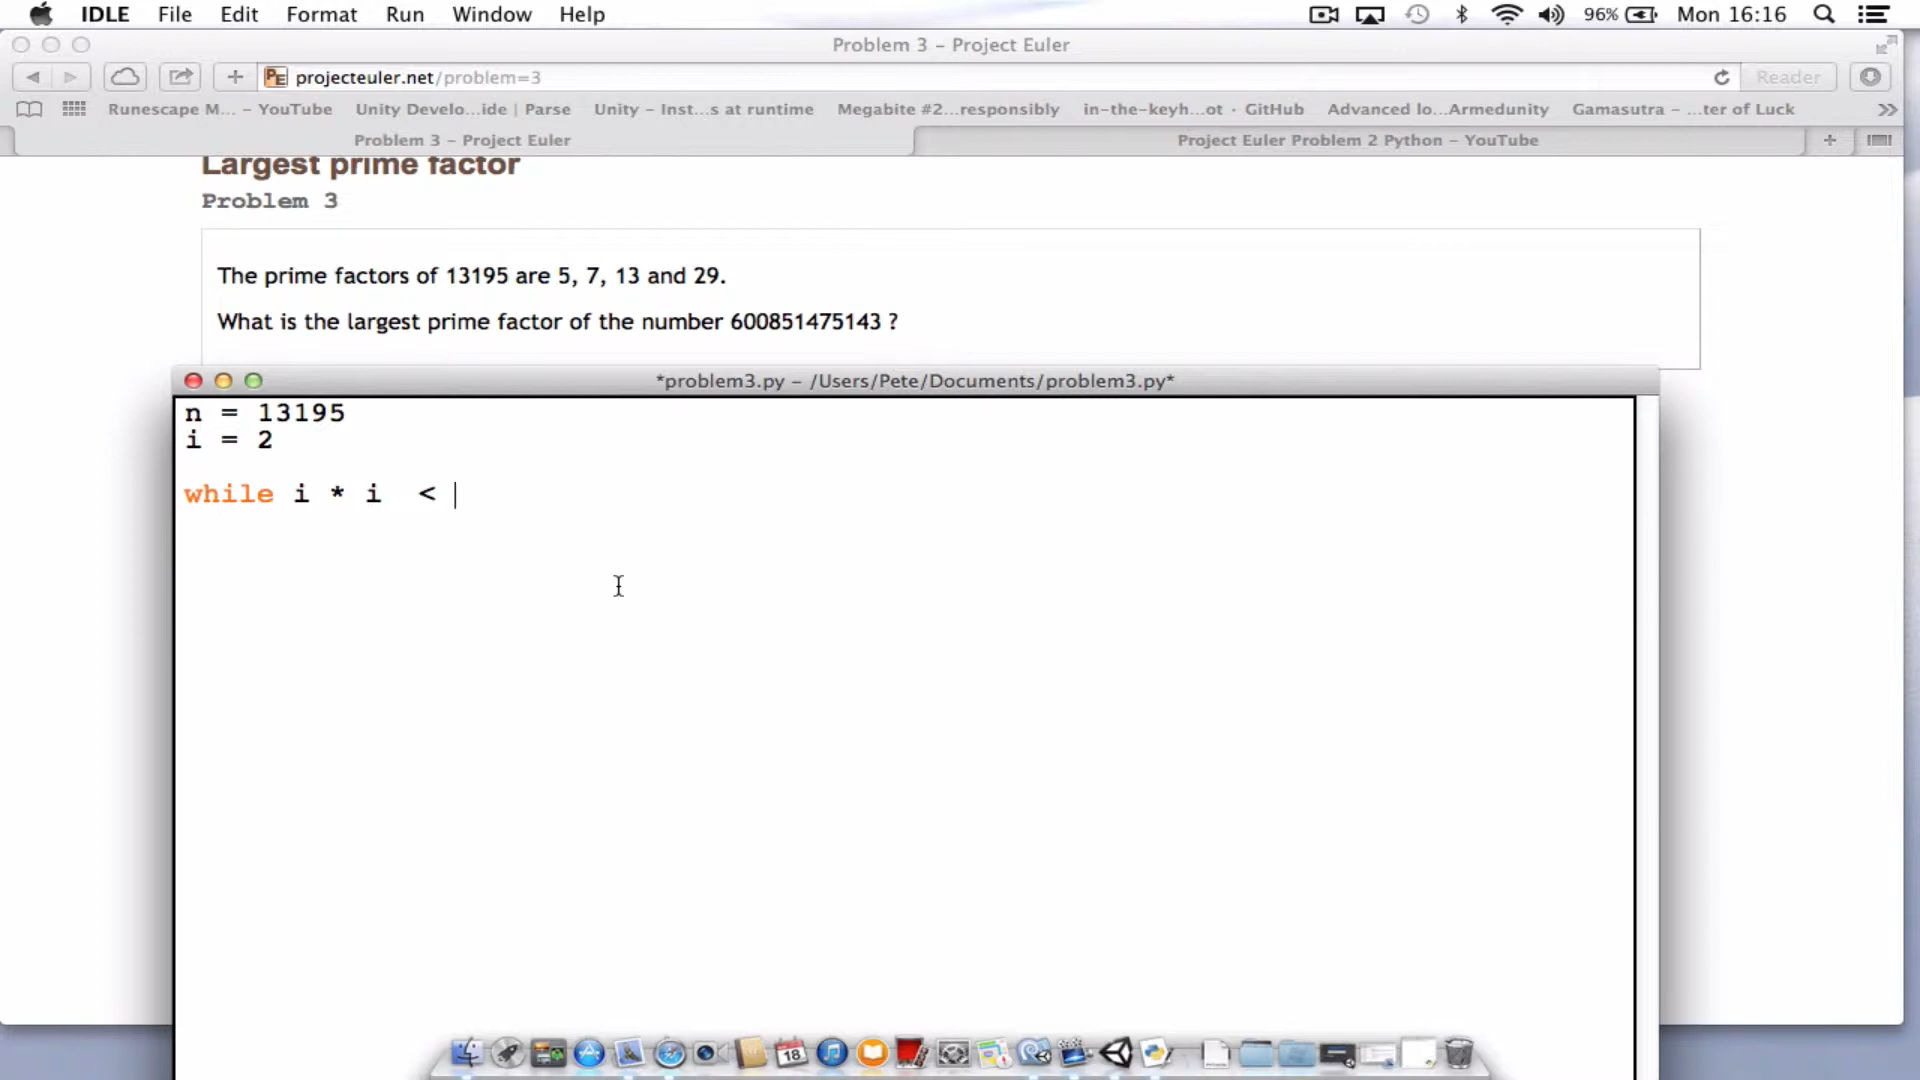 IDLE File Edit Format Run Window Help 96% Mon 16:16
Problem 3 – Project Euler
projecteuler.net/problem=3 Reader
Runescape M... – YouTube Unity Develo...ide | Parse Unity – Inst...s at runtime Megabite #2...responsibly in-the-keyh...ot · GitHub Advanced lo...Armedunity Gamasutra – ...ter of Luck
Problem 3 – Project Euler Project Euler Problem 2 Python – YouTube
Largest prime factor
Problem 3
The prime factors of 13195 are 5, 7, 13 and 29.
What is the largest prime factor of the number 600851475143 ?
*problem3.py – /Users/Pete/Documents/problem3.py*
n = 13195
i = 2
while i * i  <
18